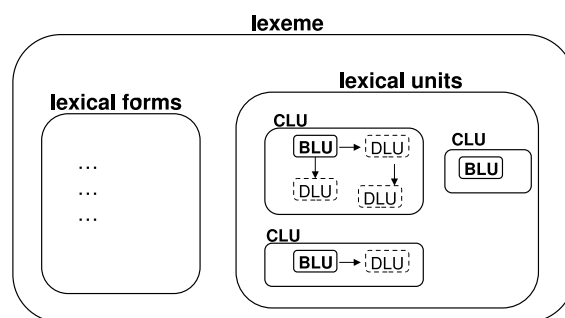 lexeme
lexical forms
...
...
...
lexical units
CLU
BLU DLU
DLU DLU
CLU
BLU
CLU
BLU DLU